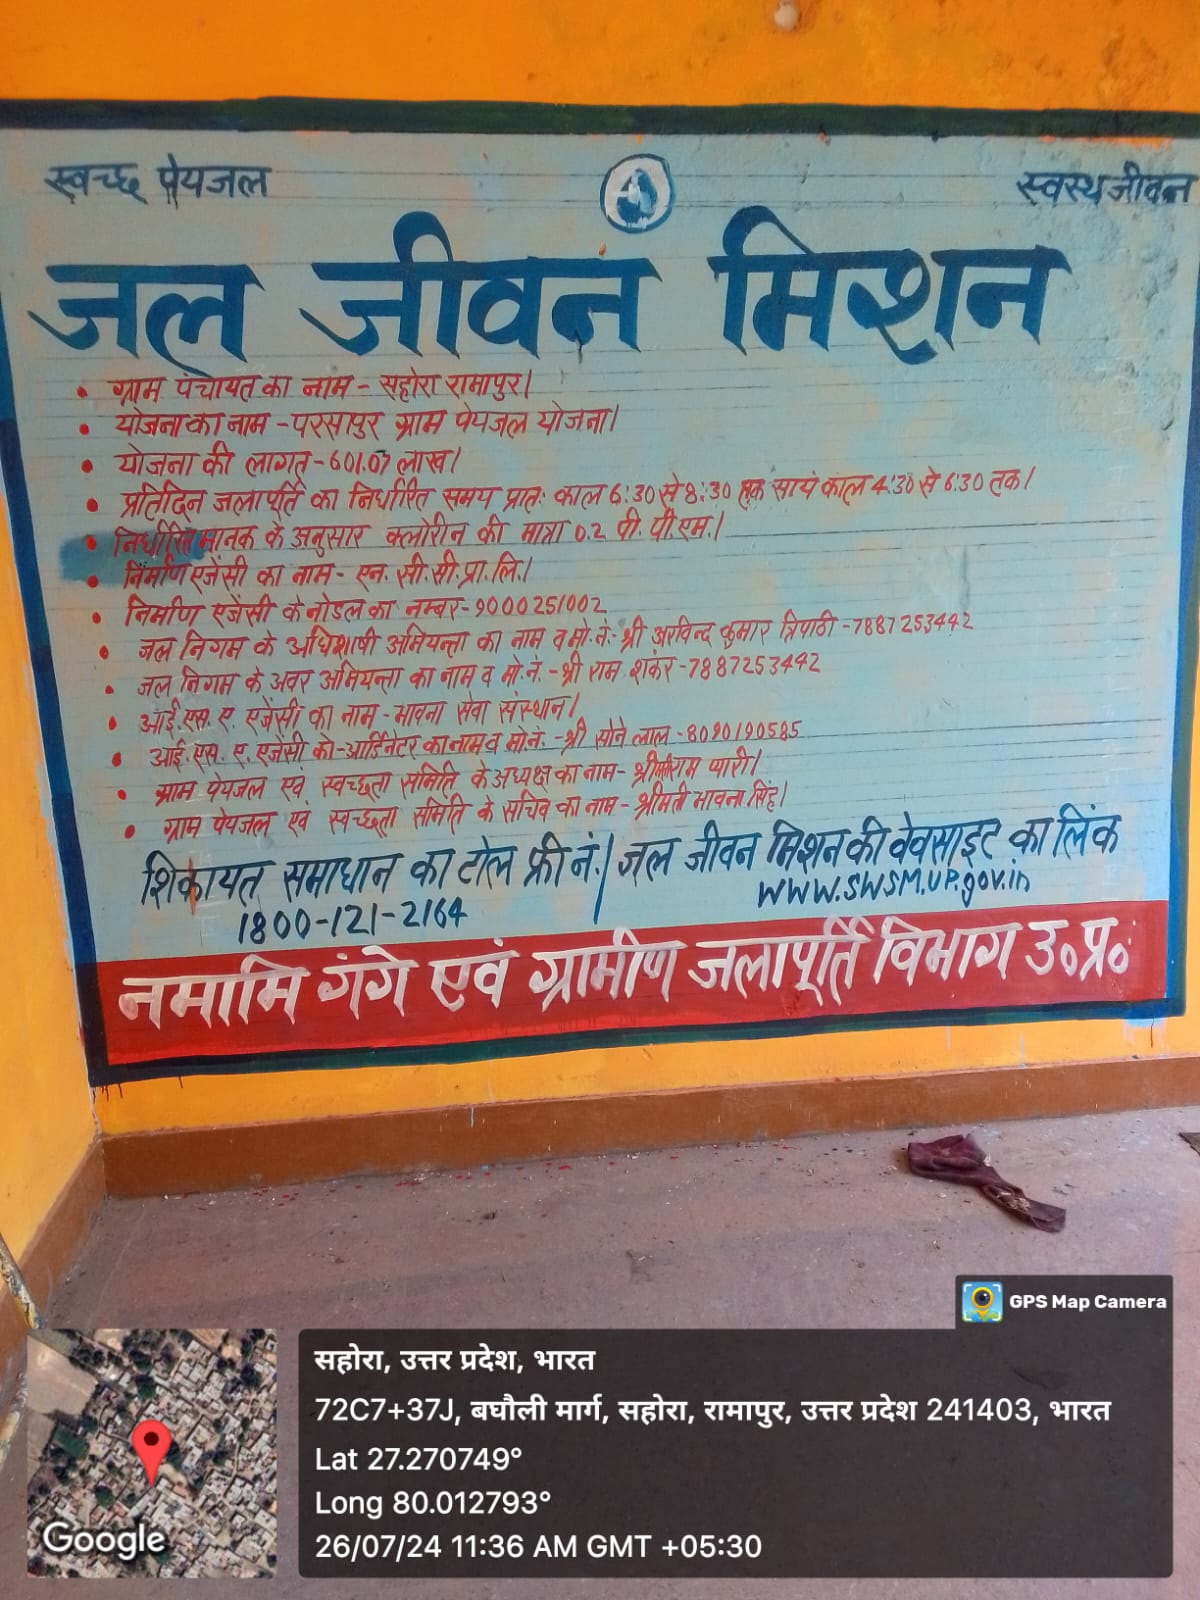 स्वच्छ पेयजल
स्वस्थ जीवन
जल जीवन मिशन
• ग्राम पंचायत का नाम - सहोरा रामापुर।
• योजना का नाम - परसापुर ग्राम पेयजल योजना।
• योजना की लागत - 601.07 लाख।
• प्रतिदिन जलापूर्ति का निर्धारित समय प्रातः काल 6:30 से 8:30 तक सायं काल 4:30 से 6:30 तक।
• निर्धारित मानक के अनुसार क्लोरीन की मात्रा 0.2 पी. पी.एम.।
• निर्माण एजेंसी का नाम - एन. सी.सी.प्रा.लि.।
• निर्माण एजेंसी के नोडल का नम्बर-9000251002
• जल निगम के अधिशाषी अभियन्ता का नाम व मो.नं:- श्री अरविन्द कुमार त्रिपाठी -7887253442
• जल निगम के अवर अभियन्ता का नाम व मो.नं.-श्री राम शंकर -7887253442
• आई.एस. ए. एजेंसी का नाम - भावना सेवा संस्थान।
• आई. एस. ए. एजेंसी को-आर्डिनेटर का नाम व मो.नं. -श्री सोने लाल -8090190585
• ग्राम पेयजल एवं स्वच्छता समिति के अध्यक्ष का नाम- राम प्यारी।
• ग्राम पेयजल एवं स्वच्छता समिति के सचिव का नाम - श्रीमती भावना सिंह।
शिकायत समाधान का टोल फ्री नं. | जल जीवन मिशन की वेवसाइट का लिंक
1800-121-2164
www.swsm.up.gov.in
नमामि गंगे एवं ग्रामीण जलापूर्ति विभाग उ०प्र०
GPS Map Camera
सहोरा, उत्तर प्रदेश, भारत
72C7+37J, बघौली मार्ग, सहोरा, रामापुर, उत्तर प्रदेश 241403, भारत
Lat 27.270749°
Long 80.012793°
26/07/24 11:36 AM GMT +05:30
Google